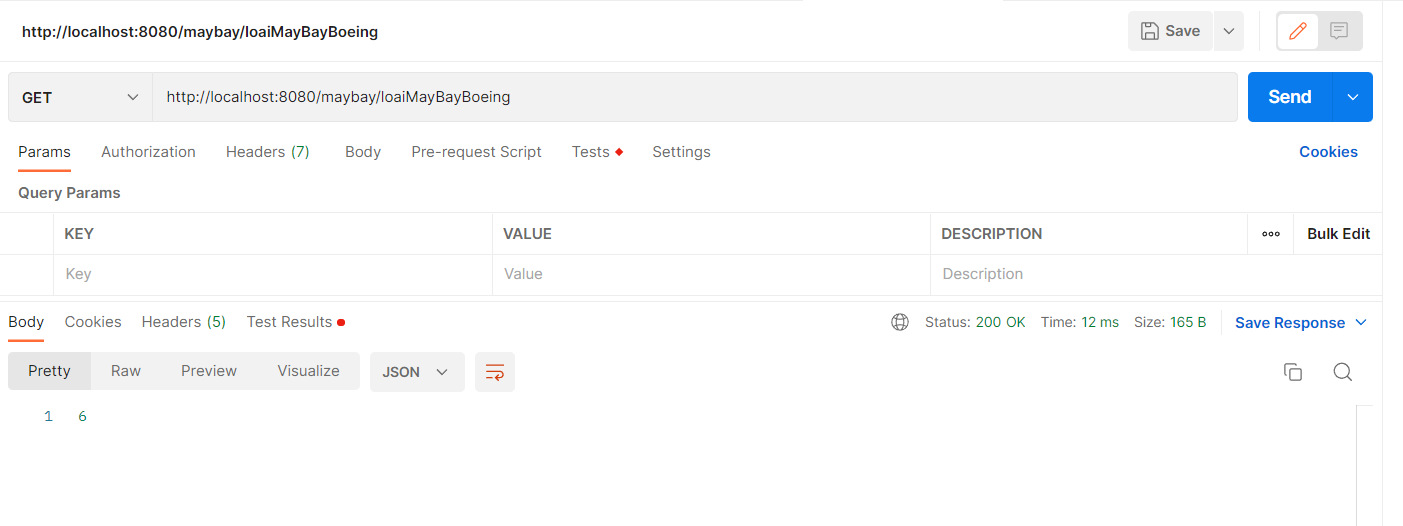 http://localhost:8080/maybay/loaiMayBayBoeing Save
GET http://localhost:8080/maybay/loaiMayBayBoeing Send
Params Authorization Headers (7) Body Pre-request Script Tests Settings Cookies
Query Params
KEY VALUE DESCRIPTION Bulk Edit
Key Value Description
Body Cookies Headers (5) Test Results Status: 200 OK Time: 12 ms Size: 165 B Save Response
Pretty Raw Preview Visualize JSON
1 6